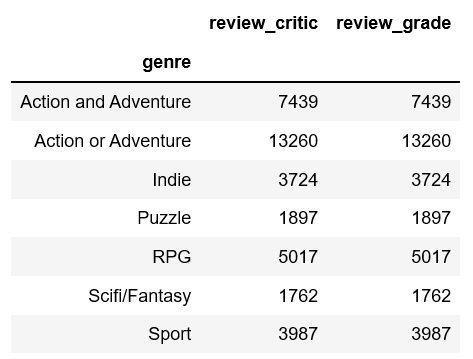 review_critic review_grade
genre
Action and Adventure 7439 7439
Action or Adventure 13260 13260
Indie 3724 3724
Puzzle 1897 1897
RPG 5017 5017
Scifi/Fantasy 1762 1762
Sport 3987 3987